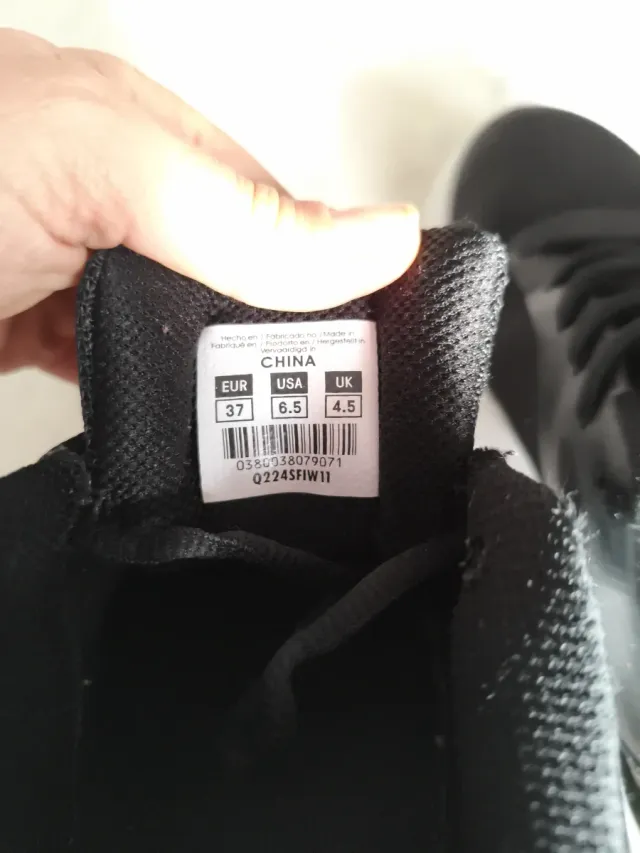 Hecho en / Fabricado no / Made in
Fabriqué en / Prodotto en / Hergestellt in
Vervaardigd in
CHINA
EUR USA UK
37 6.5 4.5
0380038079071
Q224SFIW11